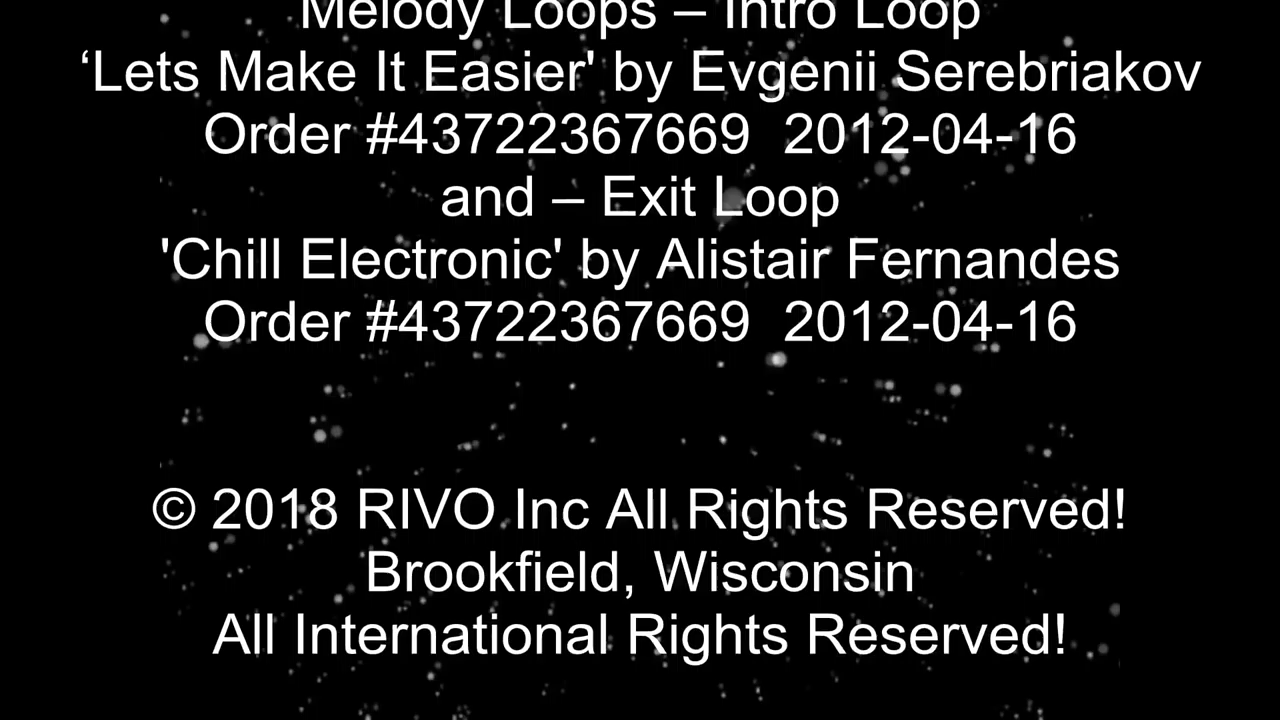 Melody Loops – Intro Loop
‘Lets Make It Easier' by Evgenii Serebriakov
Order #43722367669  2012-04-16
and – Exit Loop
'Chill Electronic' by Alistair Fernandes
Order #43722367669  2012-04-16
© 2018 RIVO Inc All Rights Reserved!
Brookfield, Wisconsin
All International Rights Reserved!